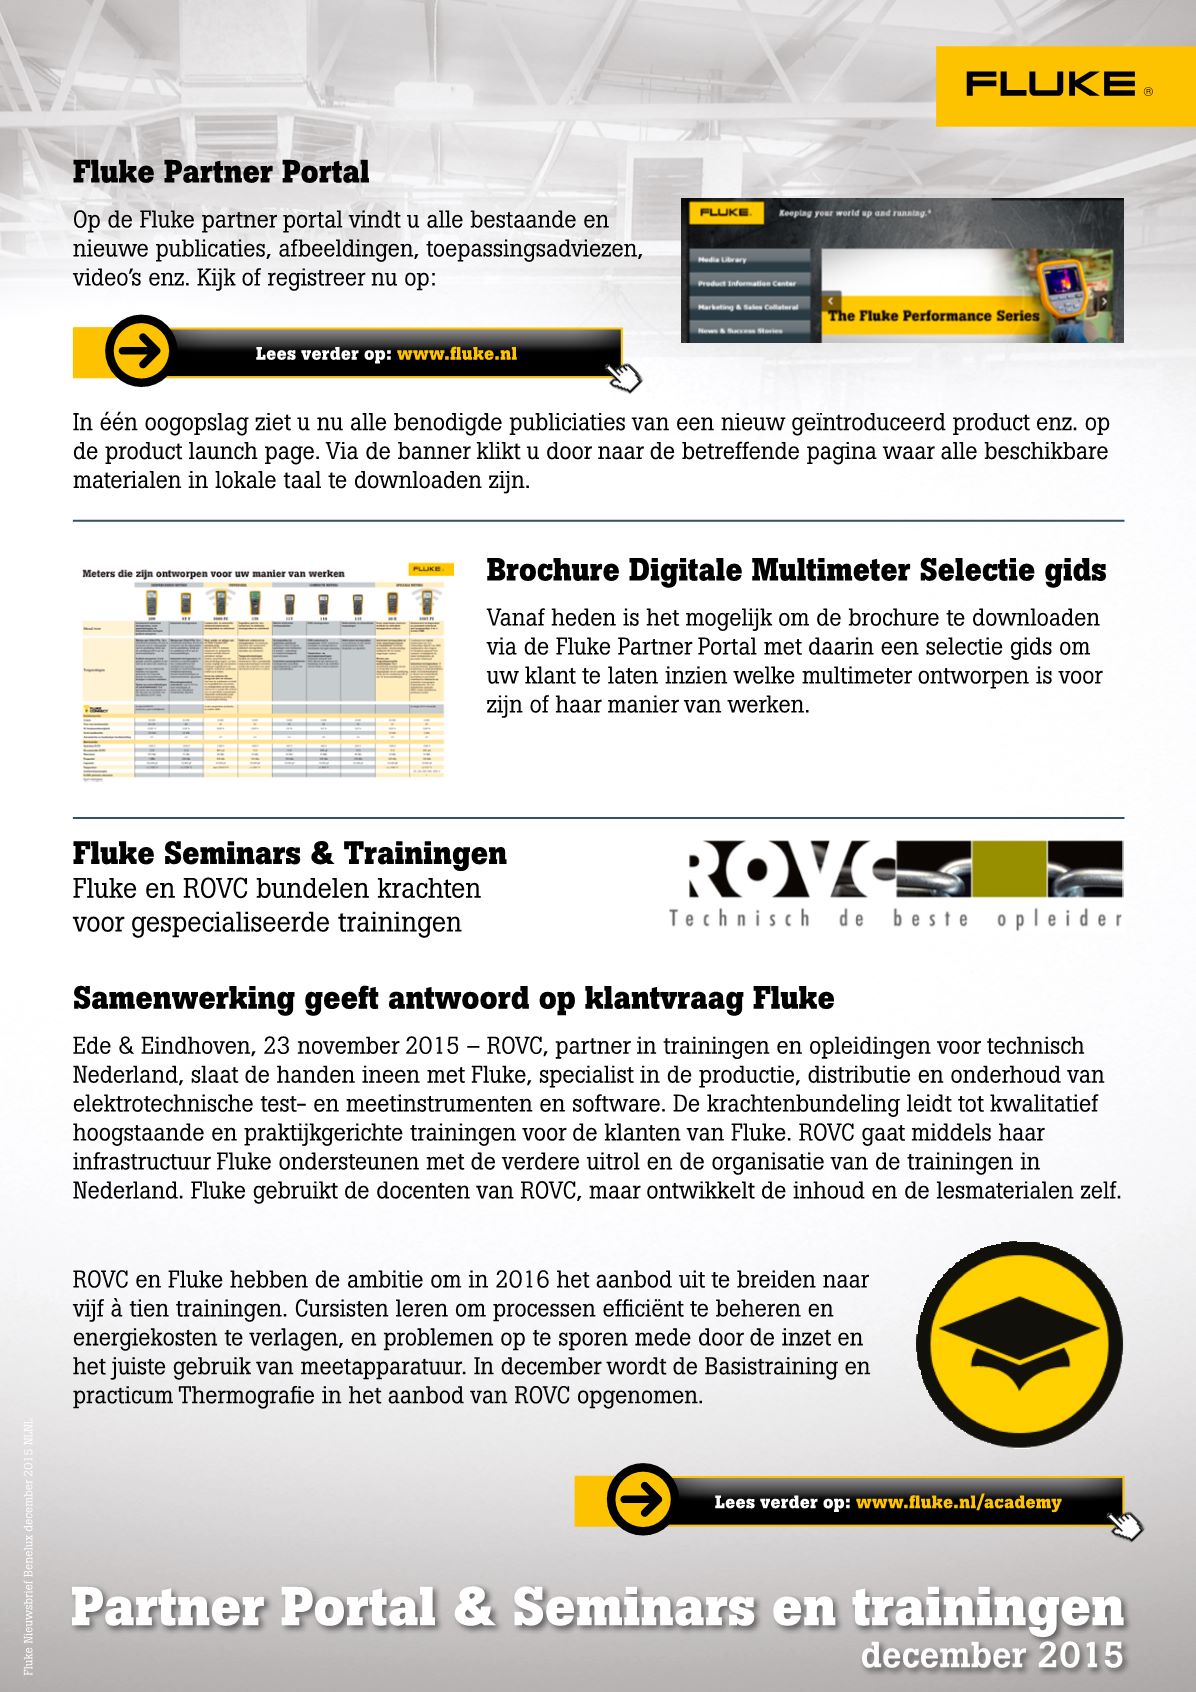 FLUKE ®
Fluke Partner Portal
Op de Fluke partner portal vindt u alle bestaande en
nieuwe publicaties, afbeeldingen, toepassingsadviezen,
video's enz. Kijk of registreer nu op:
FLUKE. Keeping your world up and running.®
Media Library
Product Information Center
Marketing & Sales Collateral
News & Success Stories
The Fluke Performance Series
Lees verder op: www.fluke.nl
In één oogopslag ziet u nu alle benodigde publiciaties van een nieuw geïntroduceerd product enz. op
de product launch page. Via de banner klikt u door naar de betreffende pagina waar alle beschikbare
materialen in lokale taal te downloaden zijn.
Meters die zijn ontworpen voor uw manier van werken
FLUKE
Brochure Digitale Multimeter Selectie gids
Vanaf heden is het mogelijk om de brochure te downloaden
via de Fluke Partner Portal met daarin een selectie gids om
uw klant te laten inzien welke multimeter ontworpen is voor
zijn of haar manier van werken.
Fluke Seminars & Trainingen
Fluke en ROVC bundelen krachten
voor gespecialiseerde trainingen
ROVC
Technisch de beste opleider
Samenwerking geeft antwoord op klantvraag Fluke
Ede & Eindhoven, 23 november 2015 – ROVC, partner in trainingen en opleidingen voor technisch
Nederland, slaat de handen ineen met Fluke, specialist in de productie, distributie en onderhoud van
elektrotechnische test- en meetinstrumenten en software. De krachtenbundeling leidt tot kwalitatief
hoogstaande en praktijkgerichte trainingen voor de klanten van Fluke. ROVC gaat middels haar
infrastructuur Fluke ondersteunen met de verdere uitrol en de organisatie van de trainingen in
Nederland. Fluke gebruikt de docenten van ROVC, maar ontwikkelt de inhoud en de lesmaterialen zelf.
ROVC en Fluke hebben de ambitie om in 2016 het aanbod uit te breiden naar
vijf à tien trainingen. Cursisten leren om processen efficiënt te beheren en
energiekosten te verlagen, en problemen op te sporen mede door de inzet en
het juiste gebruik van meetapparatuur. In december wordt de Basistraining en
practicum Thermografie in het aanbod van ROVC opgenomen.
Lees verder op: www.fluke.nl/academy
Fluke Nieuwsbrief Benelux december 2015 NLNL
Partner Portal & Seminars en trainingen
december 2015